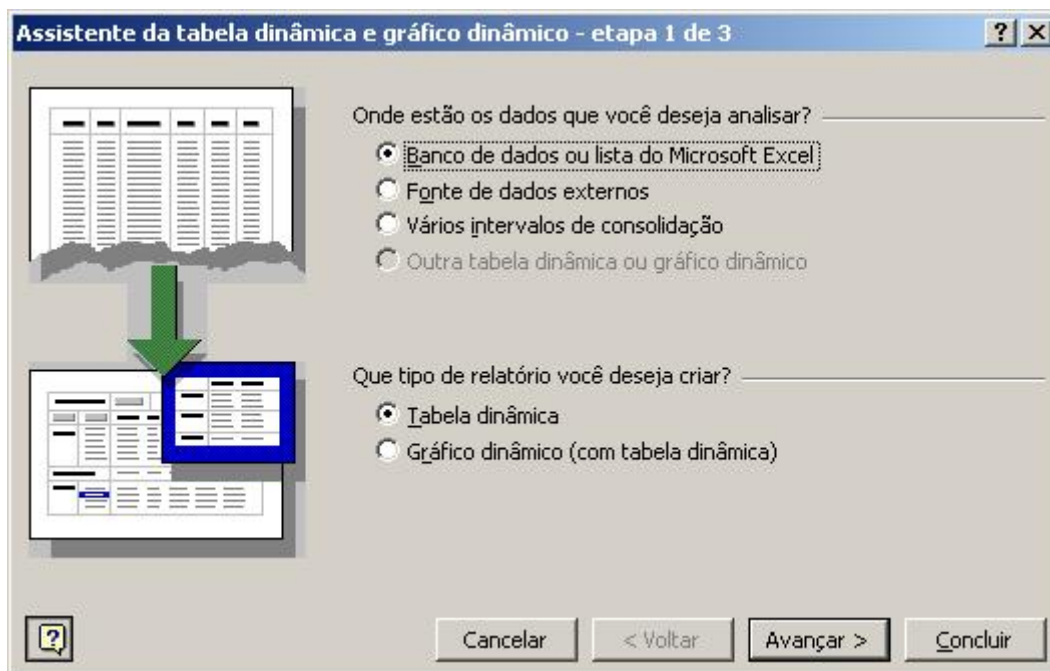 Assistente da tabela dinâmica e gráfico dinâmico - etapa 1 de 3
Onde estão os dados que você deseja analisar?
Banco de dados ou lista do Microsoft Excel
Fonte de dados externos
Vários intervalos de consolidação
Outra tabela dinâmica ou gráfico dinâmico
Que tipo de relatório você deseja criar?
Tabela dinâmica
Gráfico dinâmico (com tabela dinâmica)
Cancelar
< Voltar
Avançar >
Concluir